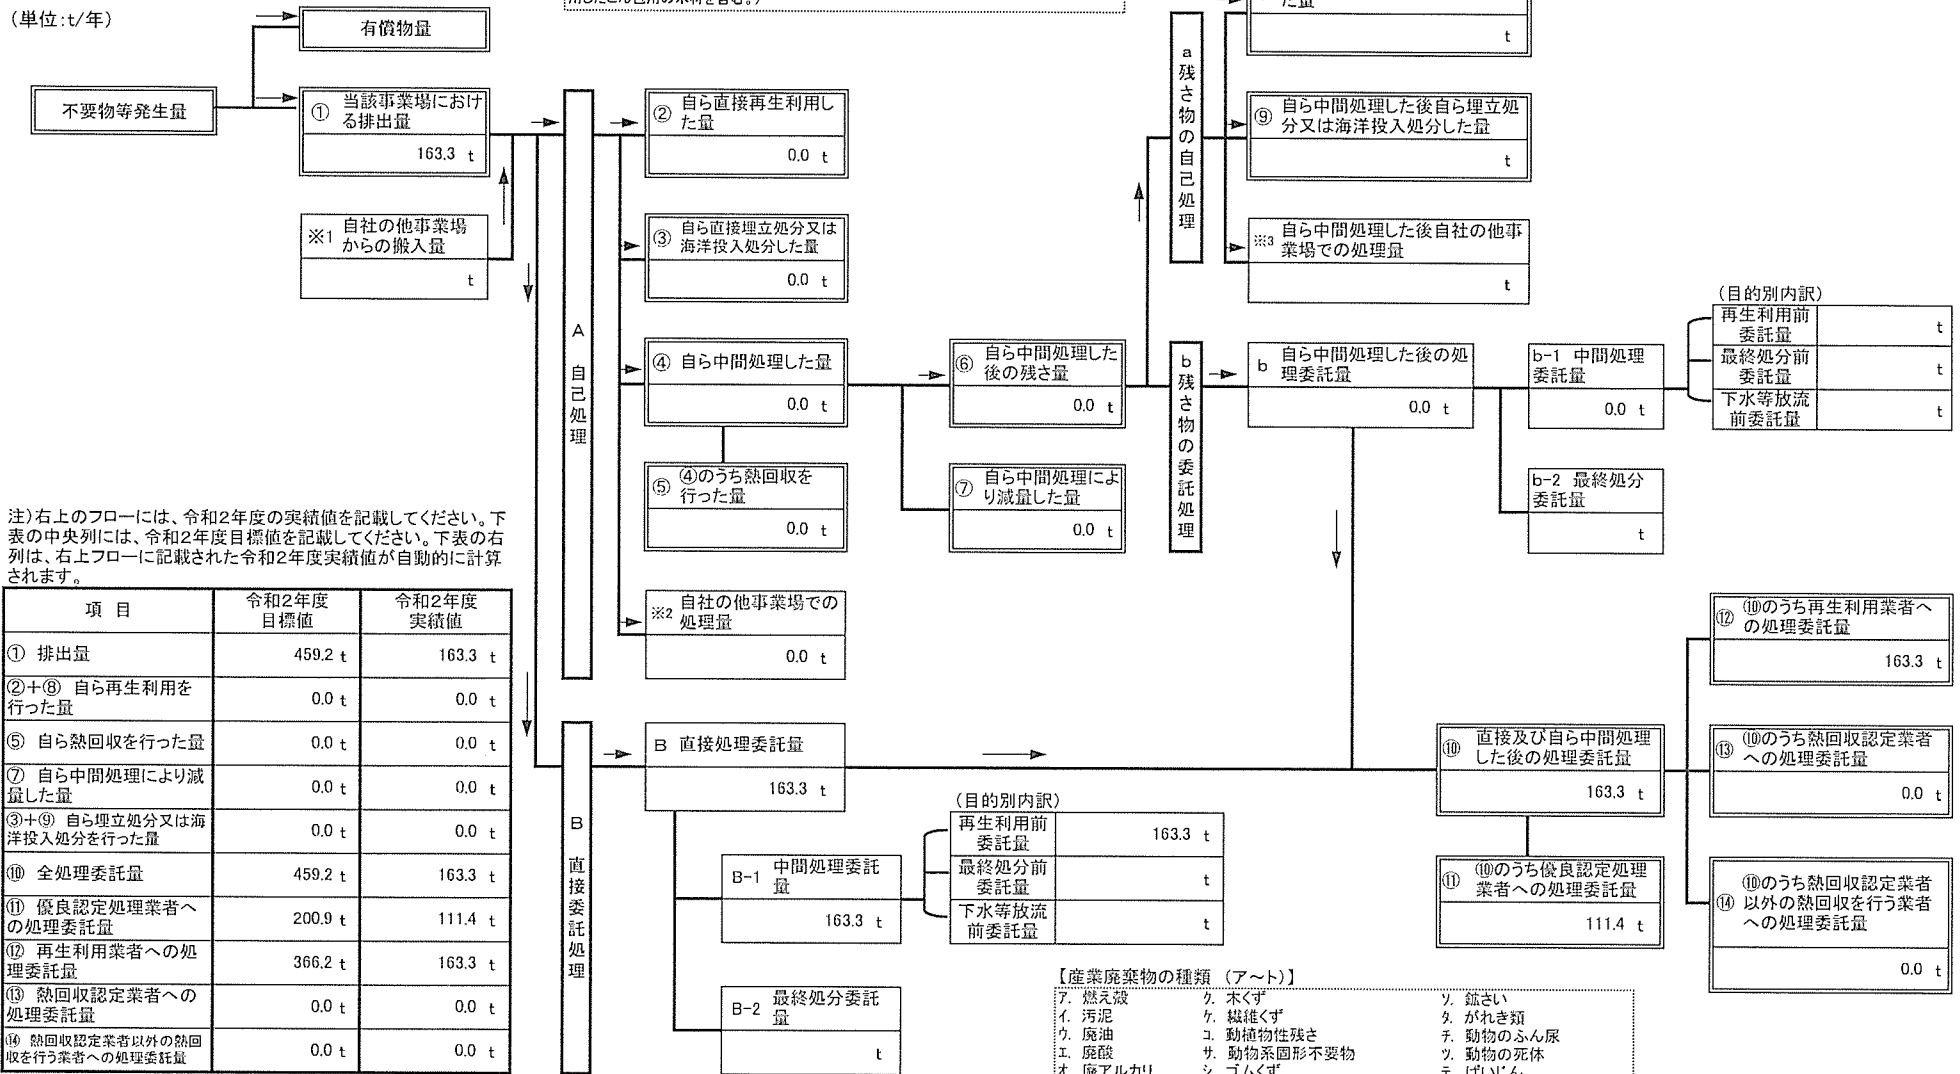 (単位:t/年)
有償物量
不要物等発生量
① 当該事業場におけ
る排出量
163.3 t
※1 自社の他事業場
からの搬入量
t
A 自己処理
② 自ら直接再生利用し
た量
0.0 t
③ 自ら直接埋立処分又は
海洋投入処分した量
0.0 t
④ 自ら中間処理した量
0.0 t
⑤ ④のうち熱回収を
行った量
0.0 t
※2 自社の他事業場での
処理量
0.0 t
⑥ 自ら中間処理した
後の残さ量
0.0 t
⑦ 自ら中間処理によ
り減量した量
0.0 t
a残さ物の自己処理
た量
t
⑨ 自ら中間処理した後自ら埋立処
分又は海洋投入処分した量
t
※3 自ら中間処理した後自社の他事
業場での処理量
t
b残さ物の委託処理
b 自ら中間処理した後の処
理委託量
0.0 t
b-1 中間処理
委託量
0.0 t
(目的別内訳)
再生利用前
委託量 t
最終処分前
委託量 t
下水等放流
前委託量 t
b-2 最終処分
委託量
t
注)右上のフローには、令和2年度の実績値を記載してください。下
表の中央列には、令和2年度目標値を記載してください。下表の右
列は、右上フローに記載された令和2年度実績値が自動的に計算
されます。
項 目 令和2年度 目標値 令和2年度 実績値
① 排出量 459.2 t 163.3 t
②+⑧ 自ら再生利用を
行った量 0.0 t 0.0 t
⑤ 自ら熱回収を行った量 0.0 t 0.0 t
⑦ 自ら中間処理により減
量した量 0.0 t 0.0 t
③+⑨ 自ら埋立処分又は海
洋投入処分を行った量 0.0 t 0.0 t
⑩ 全処理委託量 459.2 t 163.3 t
⑪ 優良認定処理業者へ
の処理委託量 200.9 t 111.4 t
⑫ 再生利用業者への処
理委託量 366.2 t 163.3 t
⑬ 熱回収認定業者への
処理委託量 0.0 t 0.0 t
⑭ 熱回収認定業者以外の熱回
収を行う業者への処理委託量 0.0 t 0.0 t
B 直接委託処理
B 直接処理委託量
163.3 t
B-1 中間処理委託
量
163.3 t
(目的別内訳)
再生利用前
委託量 163.3 t
最終処分前
委託量 t
下水等放流
前委託量 t
B-2 最終処分委託
量
t
⑩ 直接及び自ら中間処理
した後の処理委託量
163.3 t
⑪ ⑩のうち優良認定処理
業者への処理委託量
111.4 t
⑫ ⑩のうち再生利用業者へ
の処理委託量
163.3 t
⑬ ⑩のうち熱回収認定業者
への処理委託量
0.0 t
⑭ ⑩のうち熱回収認定業者
以外の熱回収を行う業者
への処理委託量
0.0 t
【産業廃棄物の種類 (ア～ト)】
ア. 燃え殻 ク. 木くず ソ. 鉱さい
イ. 汚泥 ケ. 繊維くず タ. がれき類
ウ. 廃油 コ. 動植物性残さ チ. 動物のふん尿
エ. 廃酸 サ. 動物系固形不要物 ツ. 動物の死体
オ. 廃アルカリ シ. ゴムくず テ. ばいじん